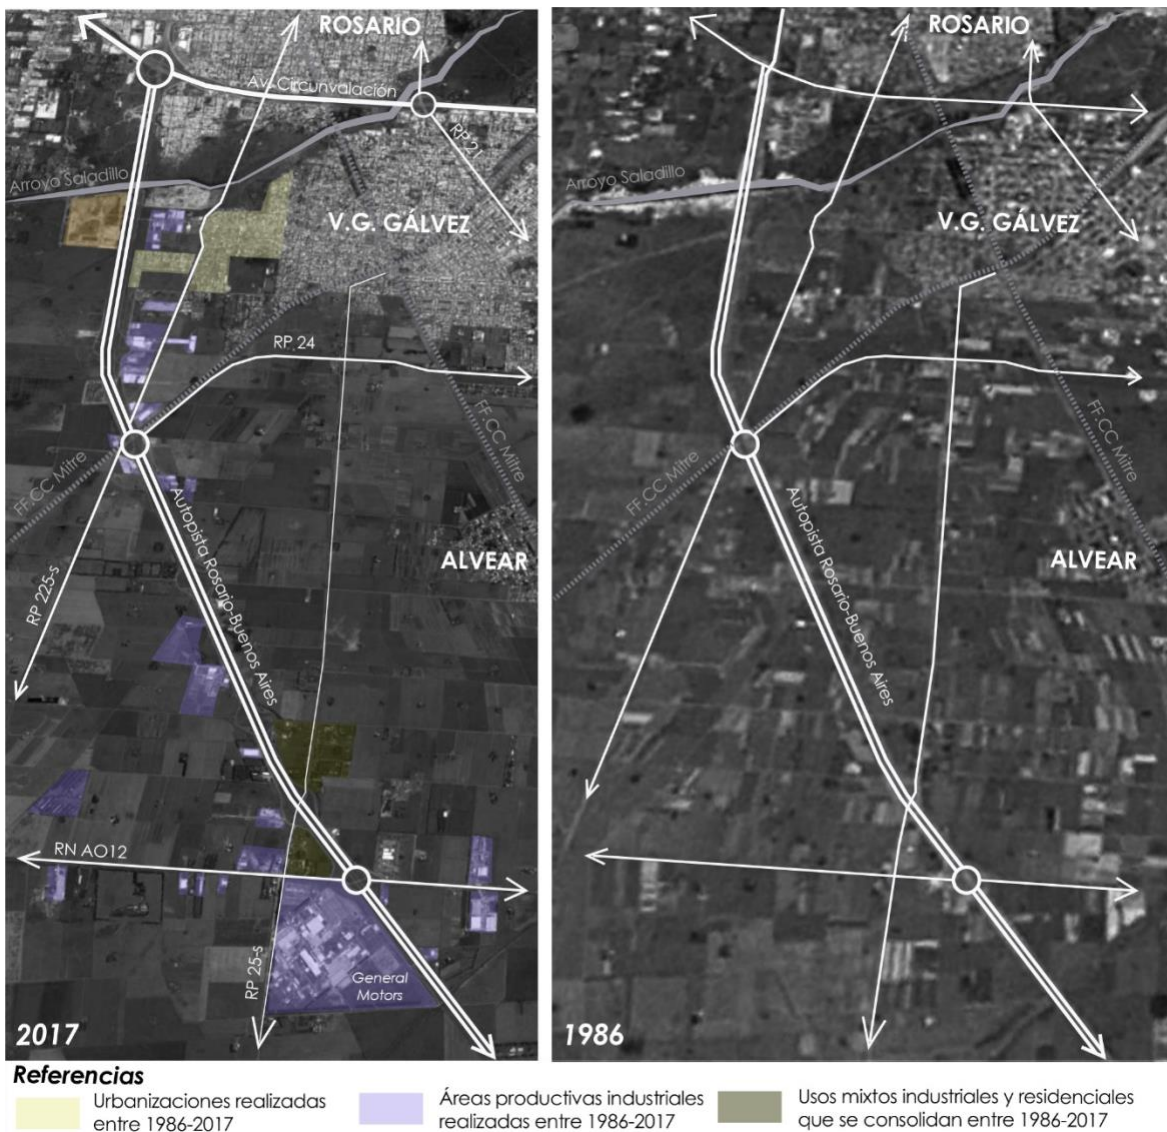 ROSARIO
Av. Circunvalación
RP 21
Arroyo Saladillo
V.G. GÁLVEZ
RP 24
FF.CC Mitre
FF.CC Mitre
Autopista Rosario-Buenos Aires
ALVEAR
RP 225-s
RN AO12
RP 25-s
General
Motors
2017
ROSARIO
Arroyo Saladillo
V.G. GÁLVEZ
RP 24
FF.CC Mitre
FF.CC Mitre
Autopista Rosario-Buenos Aires
ALVEAR
1986
Referencias
Urbanizaciones realizadas
entre 1986-2017
Áreas productivas industriales
realizadas entre 1986-2017
Usos mixtos industriales y residenciales
que se consolidan entre 1986-2017